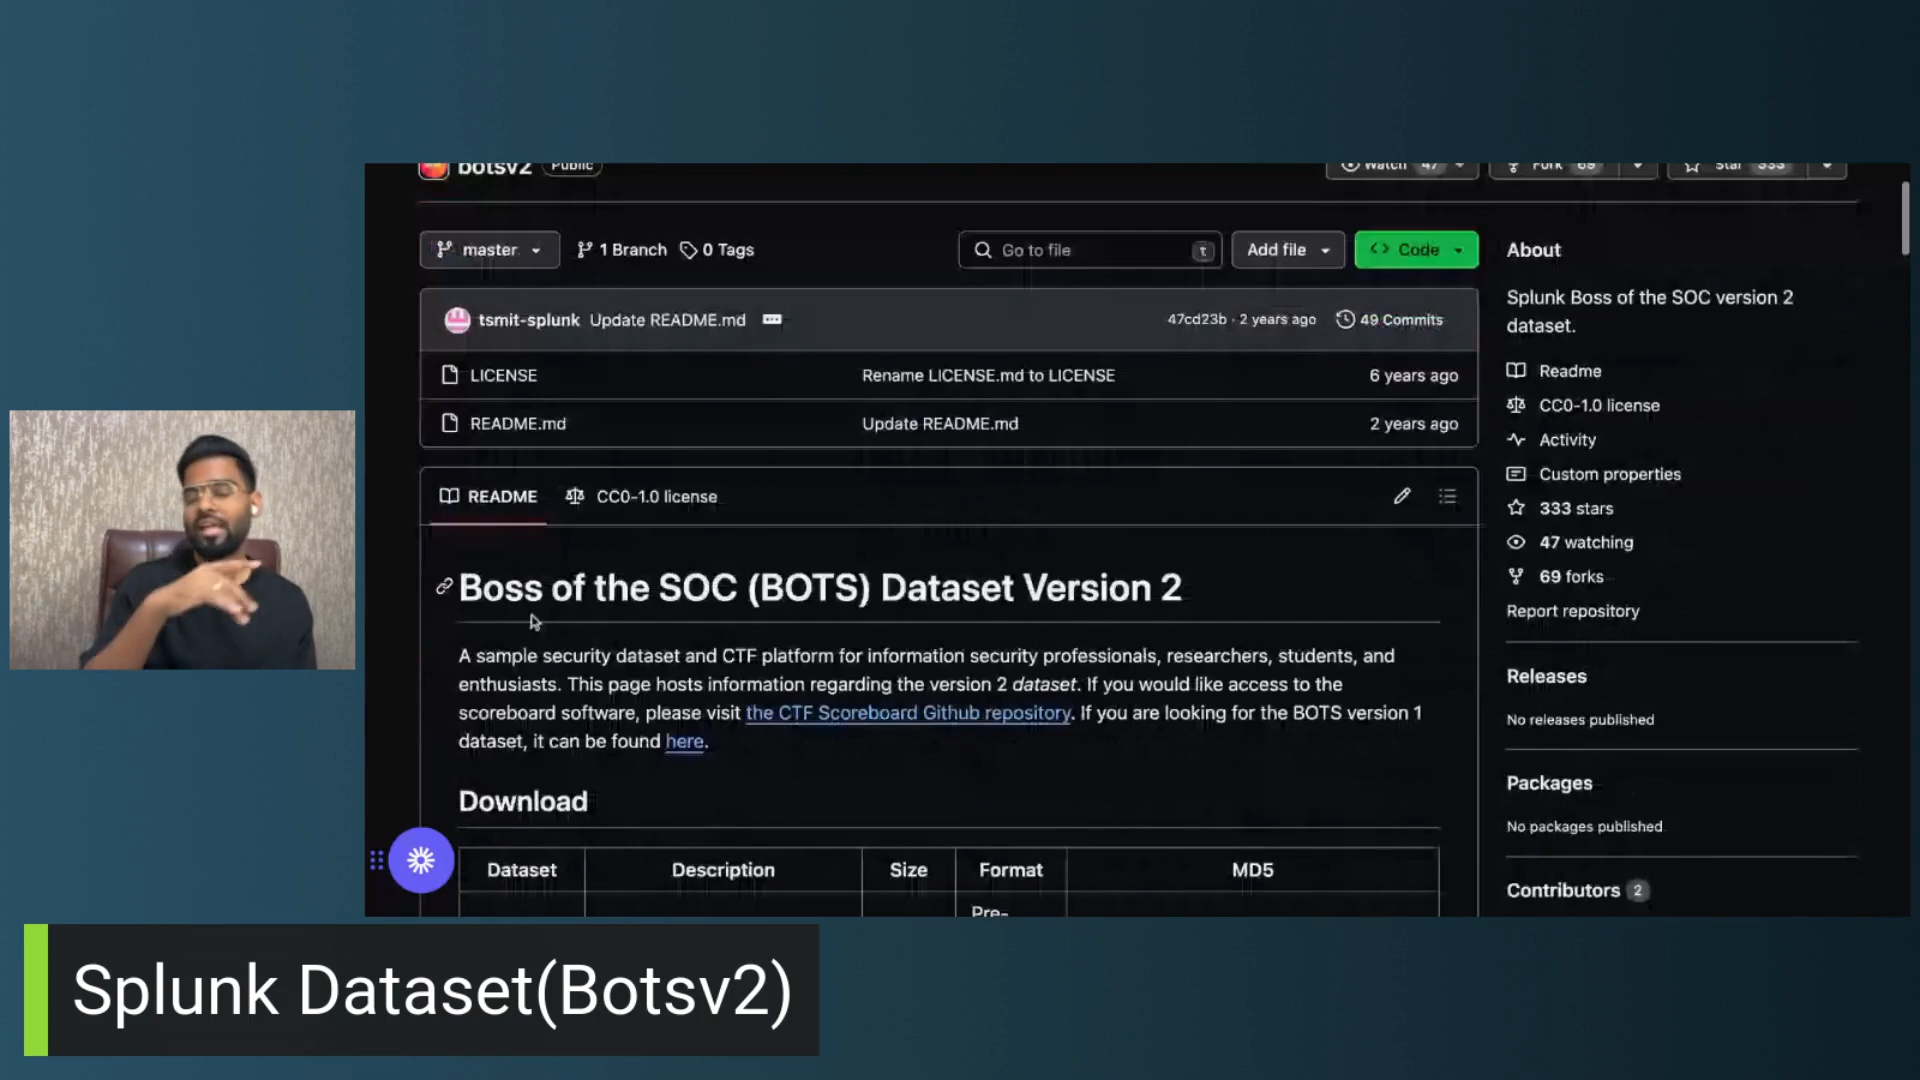 botsv2 Public
Watch 47 Fork 69 Star 333
master 1 Branch 0 Tags Go to file t Add file Code
tsmit-splunk Update README.md 47cd23b · 2 years ago 49 Commits
LICENSE Rename LICENSE.md to LICENSE 6 years ago
README.md Update README.md 2 years ago
README CC0-1.0 license
Boss of the SOC (BOTS) Dataset Version 2
A sample security dataset and CTF platform for information security professionals, researchers, students, and
enthusiasts. This page hosts information regarding the version 2 dataset. If you would like access to the
scoreboard software, please visit the CTF Scoreboard Github repository. If you are looking for the BOTS version 1
dataset, it can be found here.
Download
Dataset Description Size Format MD5
Pre-
About
Splunk Boss of the SOC version 2
dataset.
Readme
CC0-1.0 license
Activity
Custom properties
333 stars
47 watching
69 forks
Report repository
Releases
No releases published
Packages
No packages published
Contributors 2
Splunk Dataset(Botsv2)